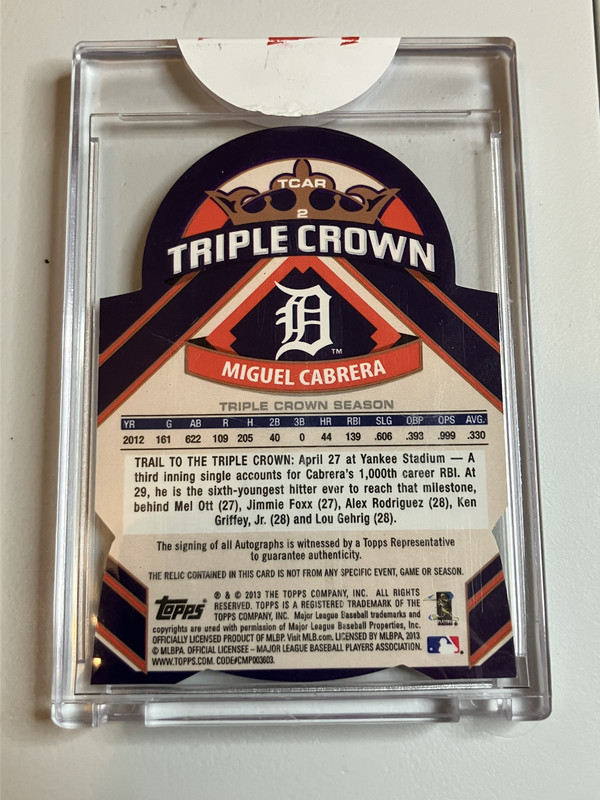 TCAR
2
TRIPLE CROWN
D
TM
MIGUEL CABRERA
TRIPLE CROWN SEASON
YR G AB R H 2B 3B HR RBI SLG OBP OPS AVG.
2012 161 622 109 205 40 0 44 139 .606 .393 .999 .330
TRAIL TO THE TRIPLE CROWN: April 27 at Yankee Stadium — A
third inning single accounts for Cabrera's 1,000th career RBI. At
29, he is the sixth-youngest hitter ever to reach that milestone,
behind Mel Ott (27), Jimmie Foxx (27), Alex Rodriguez (28), Ken
Griffey, Jr. (28) and Lou Gehrig (28).
The signing of all Autographs is witnessed by a Topps Representative
to guarantee authenticity.
THE RELIC CONTAINED IN THIS CARD IS NOT FROM ANY SPECIFIC EVENT, GAME OR SEASON.
Topps
® & © 2013 THE TOPPS COMPANY, INC. ALL RIGHTS
RESERVED. TOPPS IS A REGISTERED TRADEMARK OF THE
TOPPS COMPANY, INC. Major League Baseball trademarks and
copyrights are used with permission of Major League Baseball Properties, Inc.
OFFICIALLY LICENSED PRODUCT OF MLBP. Visit MLB.com. LICENSED BY MLBPA, 2013.
© MLBPA. OFFICIAL LICENSEE – MAJOR LEAGUE BASEBALL PLAYERS ASSOCIATION.
WWW.TOPPS.COM. CODE#CMP003603.